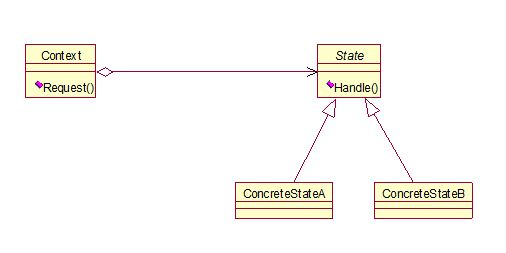 Context
Request()
State
Handle()
ConcreteStateA
ConcreteStateB